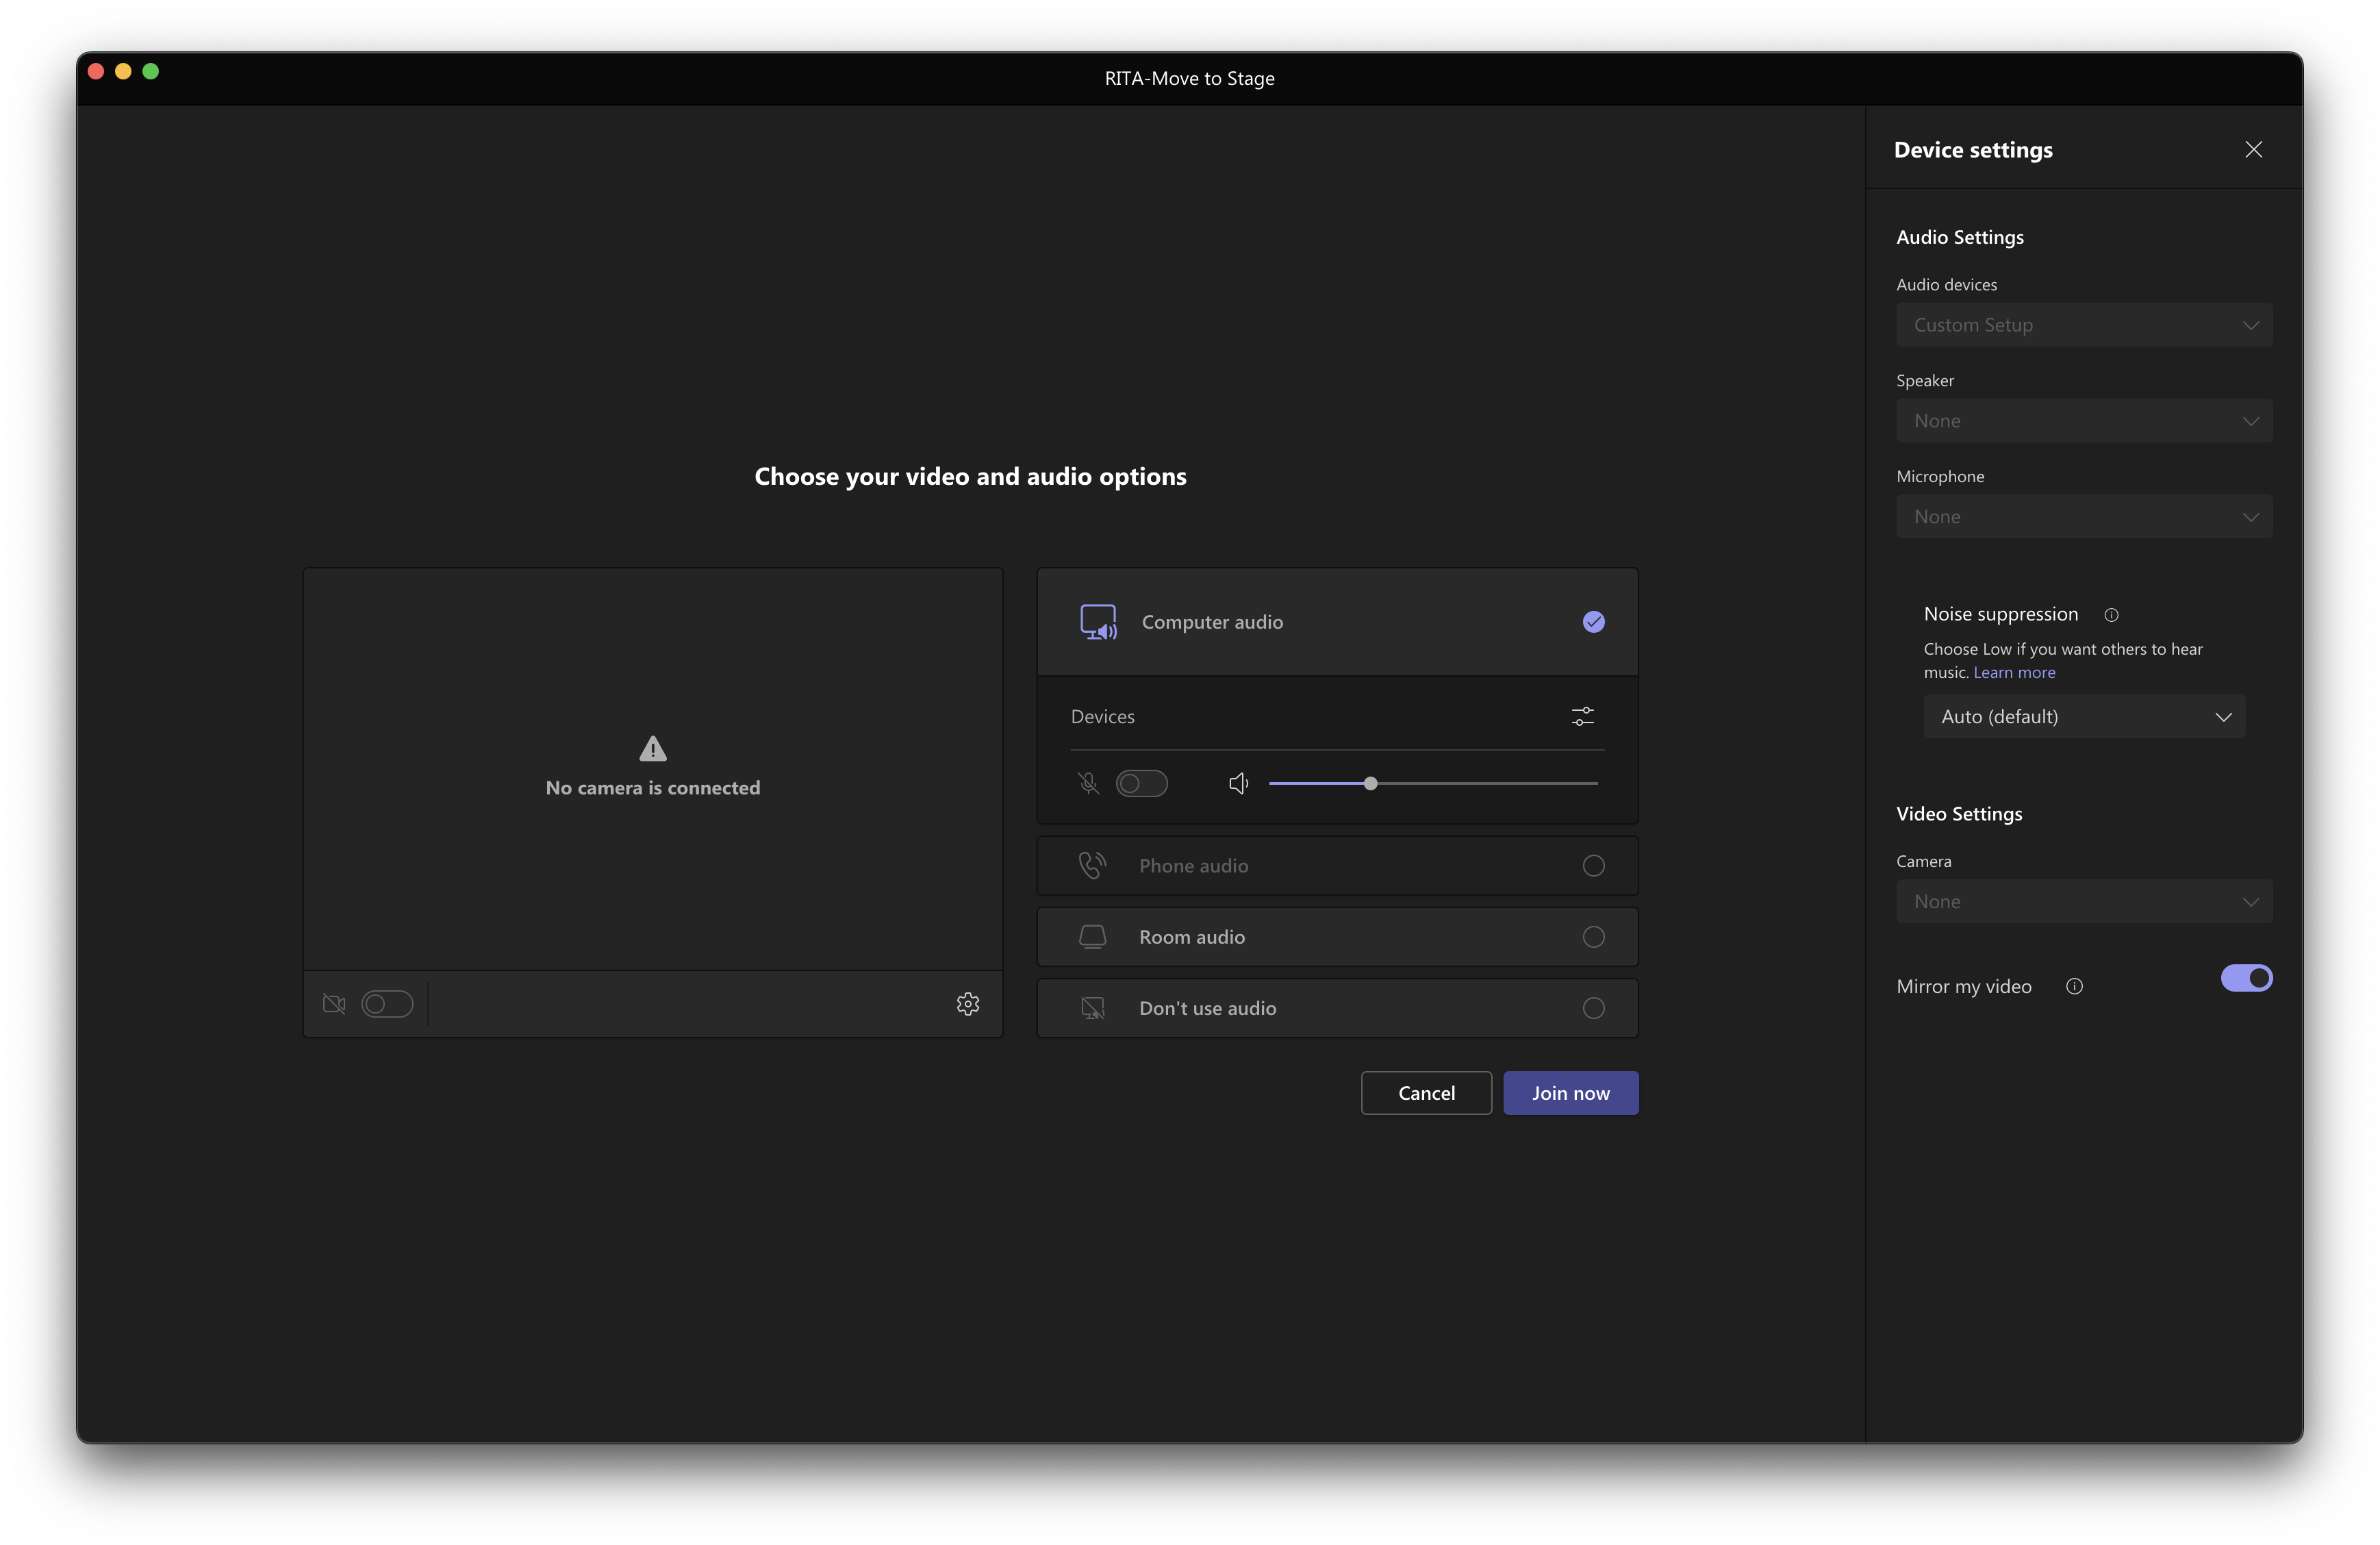 RITA-Move to Stage
Choose your video and audio options
No camera is connected
Computer audio
Devices
Phone audio
Room audio
Don't use audio
Cancel
Join now
Device settings
Audio Settings
Audio devices
Custom Setup
Speaker
None
Microphone
None
Noise suppression
Choose Low if you want others to hear
music. Learn more
Auto (default)
Video Settings
Camera
None
Mirror my video